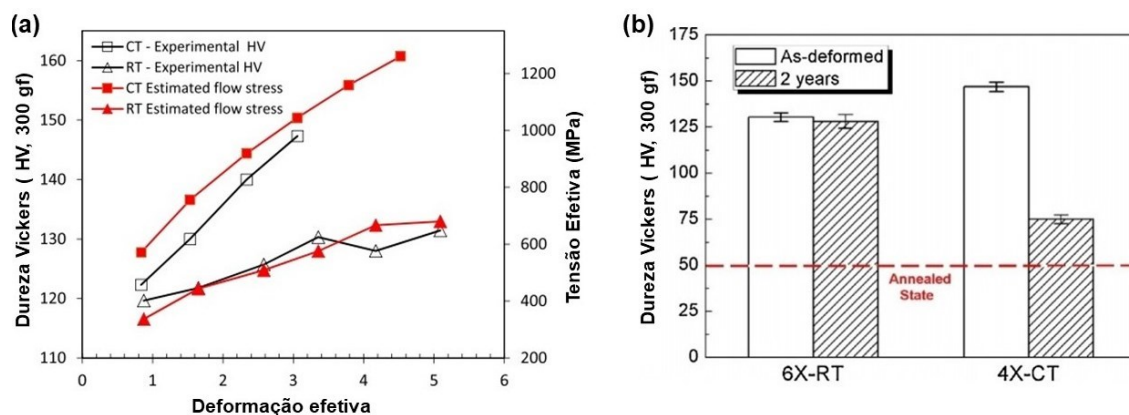 (a)
CT - Experimental HV
RT - Experimental HV
CT Estimated flow stress
RT Estimated flow stress
Dureza Vickers ( HV, 300 gf)
160
150
140
130
120
110
1200
1000
800
600
400
200
Tensão Efetiva (MPa)
0 1 2 3 4 5 6
Deformação efetiva
(b)
As-deformed
2 years
Dureza Vickers ( HV, 300 gf)
175
150
125
100
75
50
25
0
Annealed
State
6X-RT 4X-CT